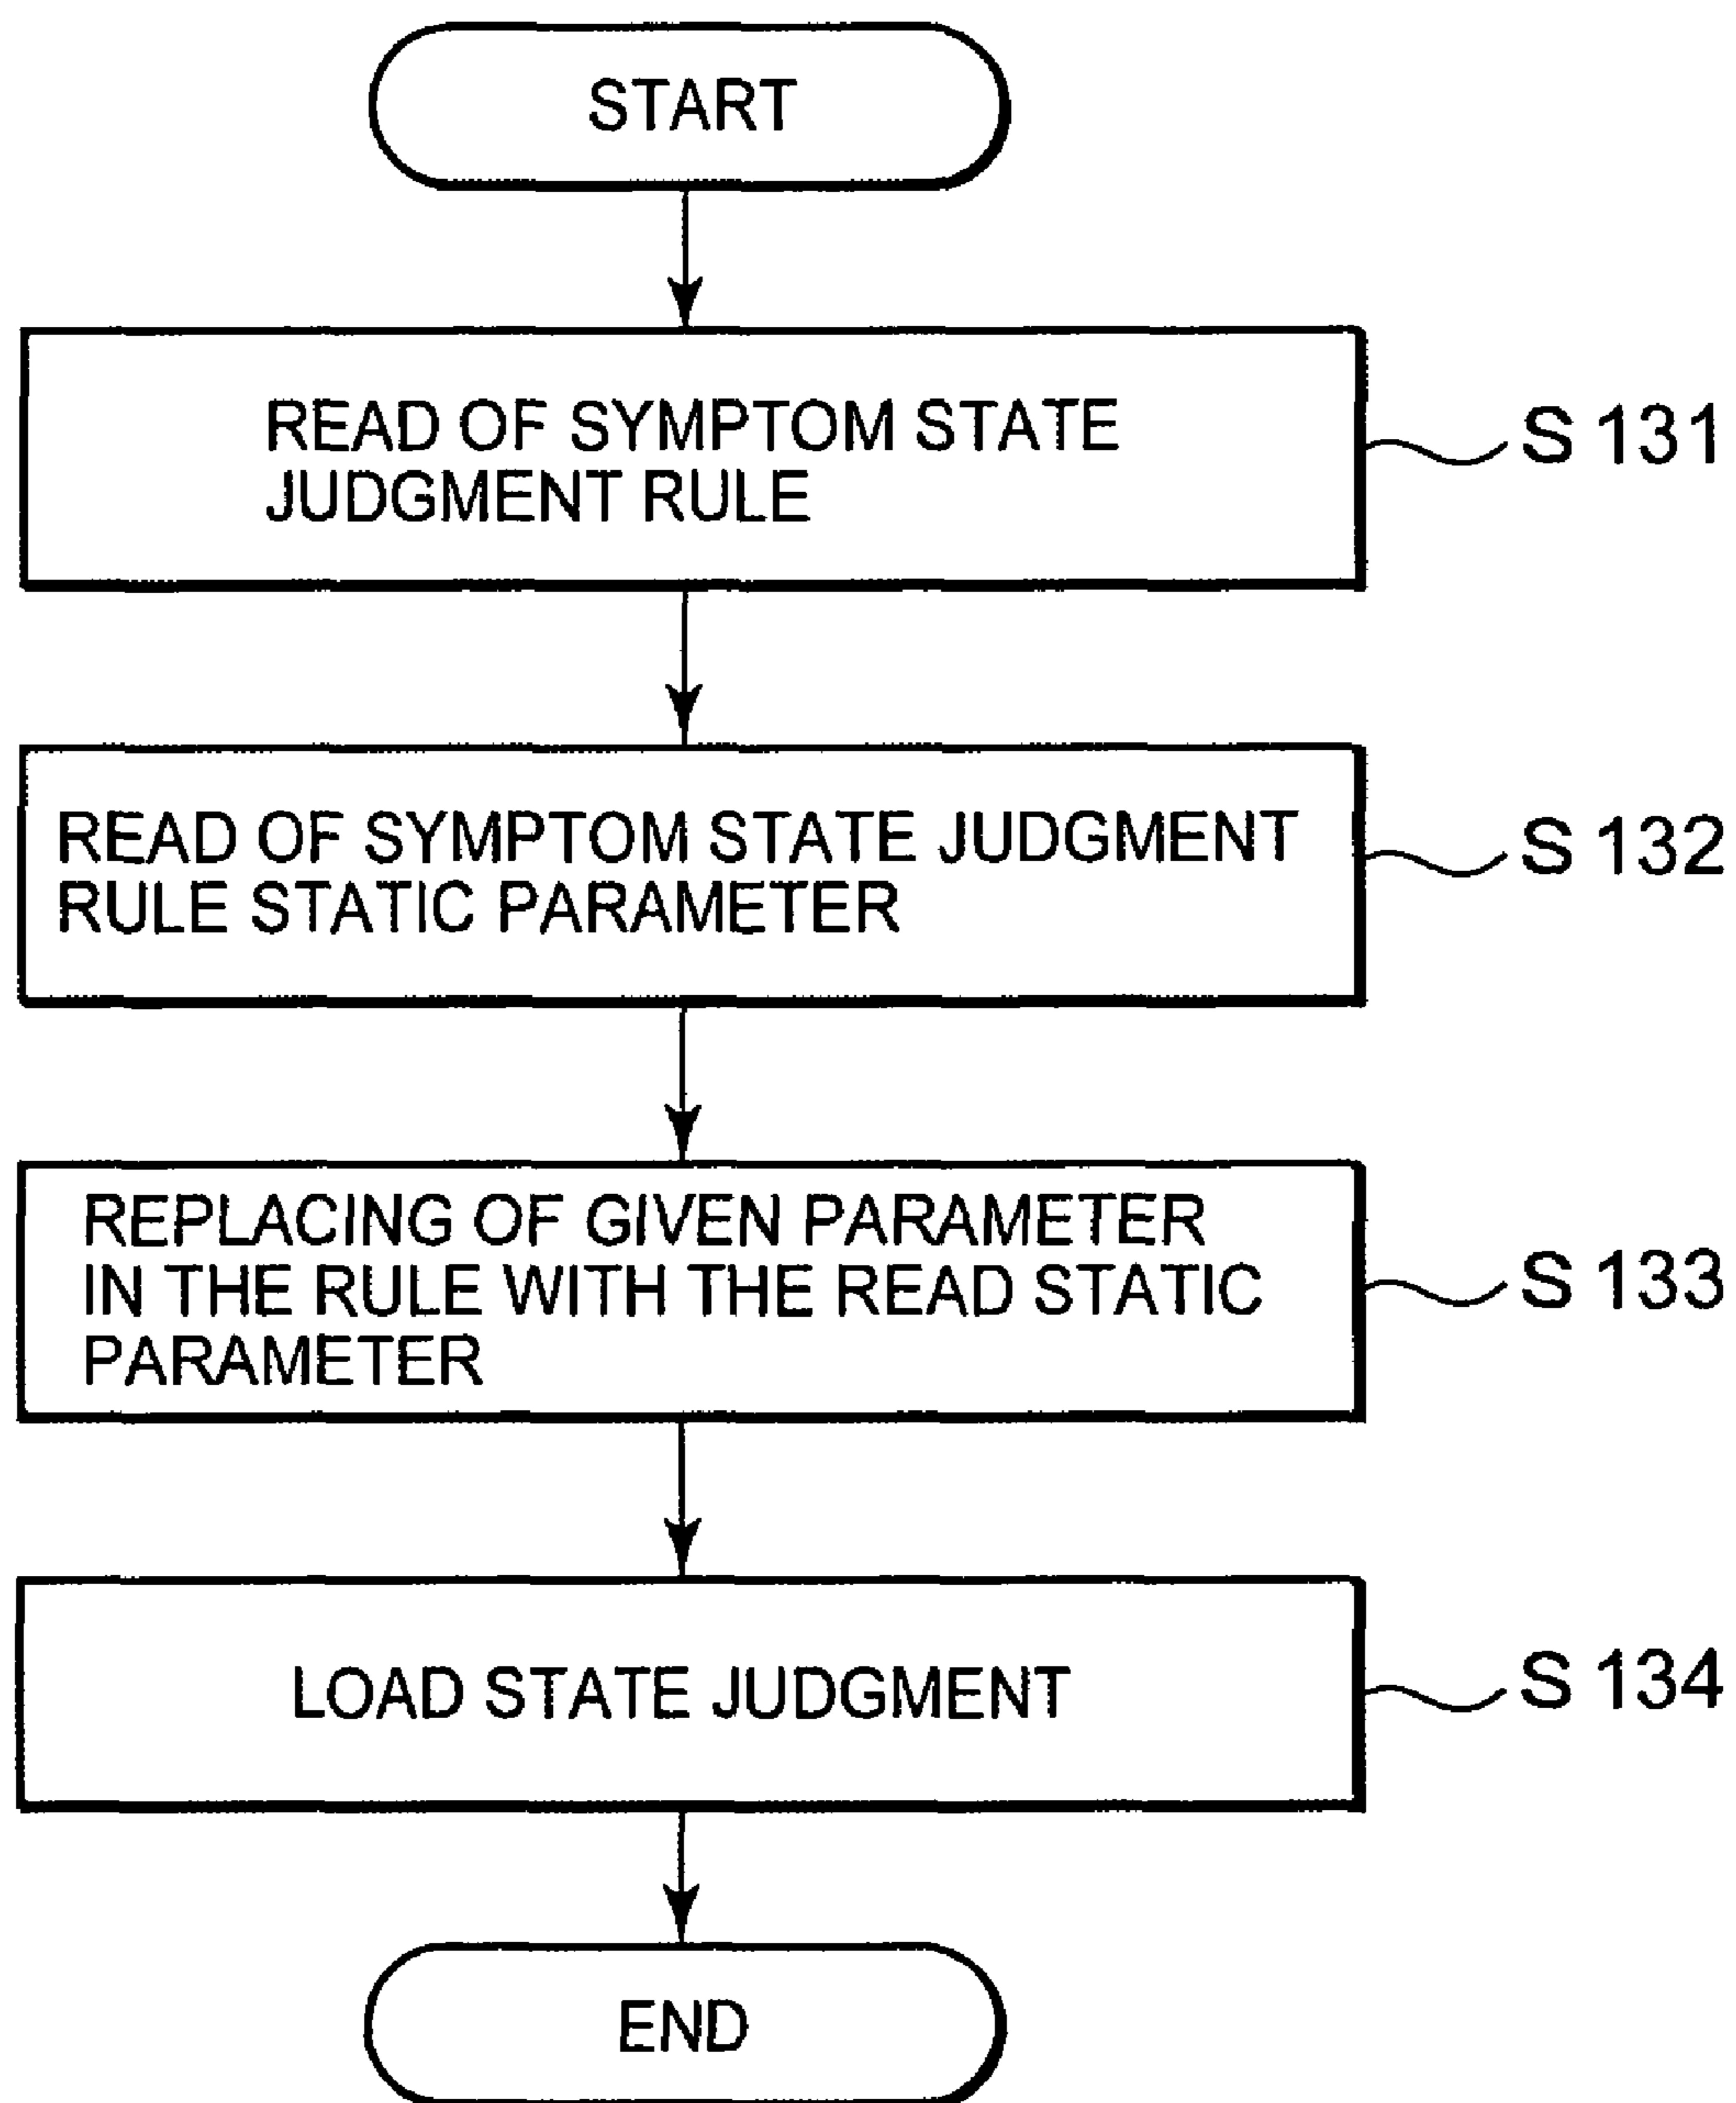 START
READ OF SYMPTOM STATE
JUDGMENT RULE
S 131
READ OF SYMPTOM STATE JUDGMENT
RULE STATIC PARAMETER
S 132
REPLACING OF GIVEN PARAMETER
IN THE RULE WITH THE READ STATIC
PARAMETER
S 133
LOAD STATE JUDGMENT
S 134
END